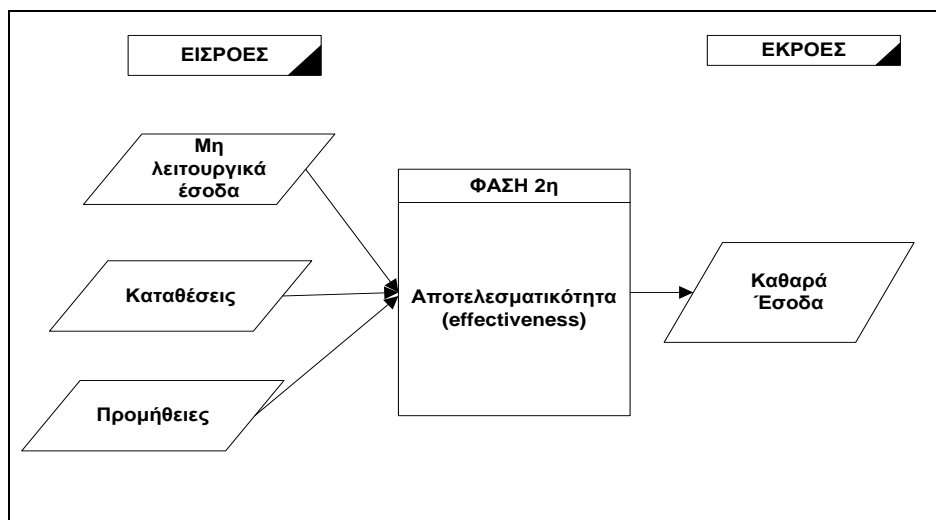 ΕΙΣΡΟΕΣ
ΕΚΡΟΕΣ
Μη
λειτουργικά
έσοδα
Καταθέσεις
Προμήθειες
ΦΑΣΗ 2η
Αποτελεσματικότητα
(effectiveness)
Καθαρά
Έσοδα